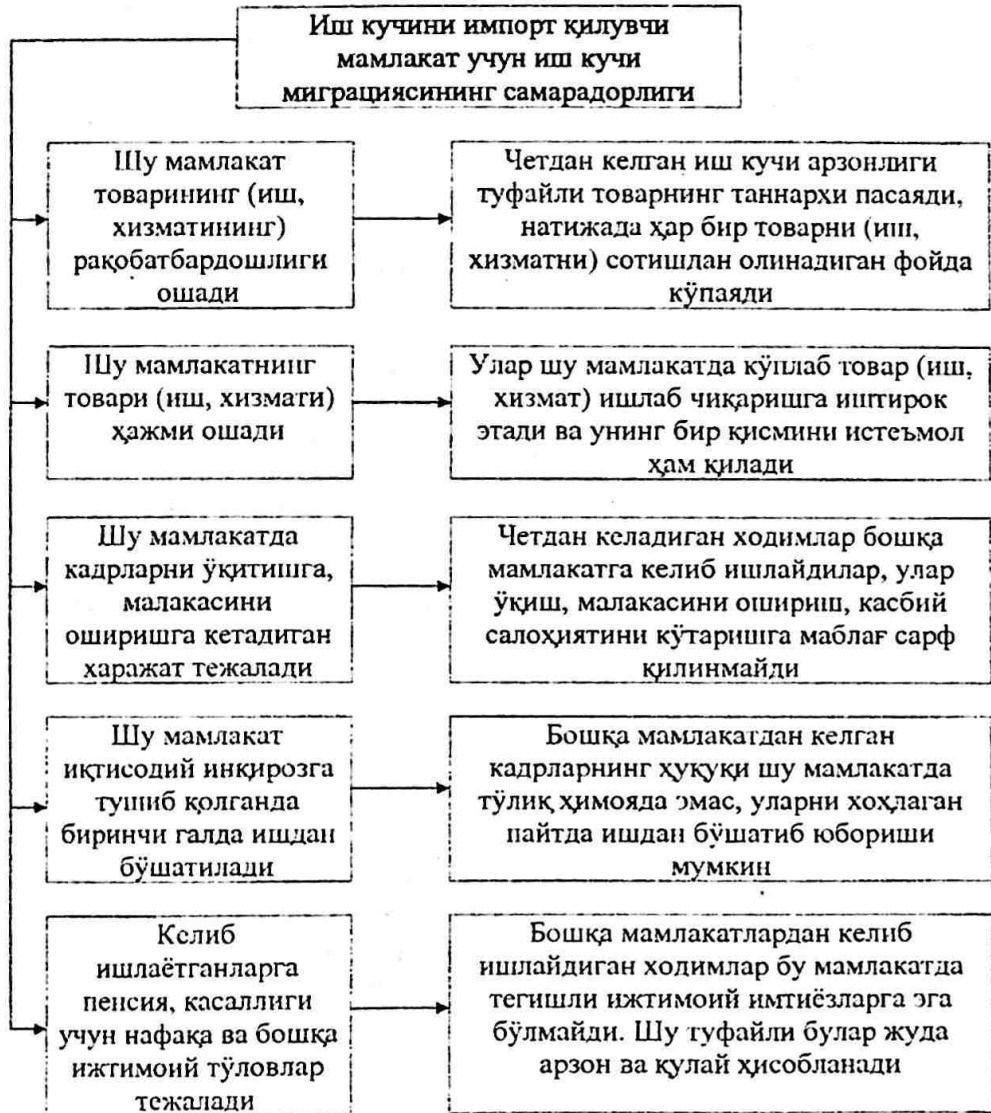 Иш кучини импорт қилувчи
мамлакат учун иш кучи
миграциясининг самарадорлиги
Шу мамлакат
товарининг (иш,
хизматининг)
рақобатбардошлиги
ошади
Четдан келган иш кучи арзонлиги
туфайли товарнинг таннархи пасаяди,
натижада ҳар бир товарни (иш,
хизматни) сотишдан олинадиган фойда
кўпаяди
Шу мамлакатнинг
товари (иш, хизмати)
ҳажми ошади
Улар шу мамлакатда кўплаб товар (иш,
хизмат) ишлаб чиқаришга иштирок
этади ва унинг бир қисмини истеъмол
ҳам қилади
Шу мамлакатда
кадрларни ўқитишга,
малакасини
оширишга кетадиган
харажат тежалади
Четдан келадиган ходимлар бошқа
мамлакатга келиб ишлайдилар, улар
ўқиш, малакасини ошириш, касбий
салоҳиятини кўтаришга маблағ сарф
қилинмайди
Шу мамлакат
иқтисодий инқирозга
тушиб қолганда
биринчи галда ишдан
бўшатилади
Бошқа мамлакатдан келган
кадрларнинг ҳуқуқи шу мамлакатда
тўлиқ ҳимояда эмас, уларни хоҳлаган
пайтда ишдан бўшатиб юбориши
мумкин
Келиб
ишлаётганларга
пенсия, касаллиги
учун нафақа ва бошқа
ижтимоий тўловлар
тежалади
Бошқа мамлакатлардан келиб
ишлайдиган ходимлар бу мамлакатда
тегишли ижтимоий имтиёзларга эга
бўлмайди. Шу туфайли булар жуда
арзон ва қулай ҳисобланади